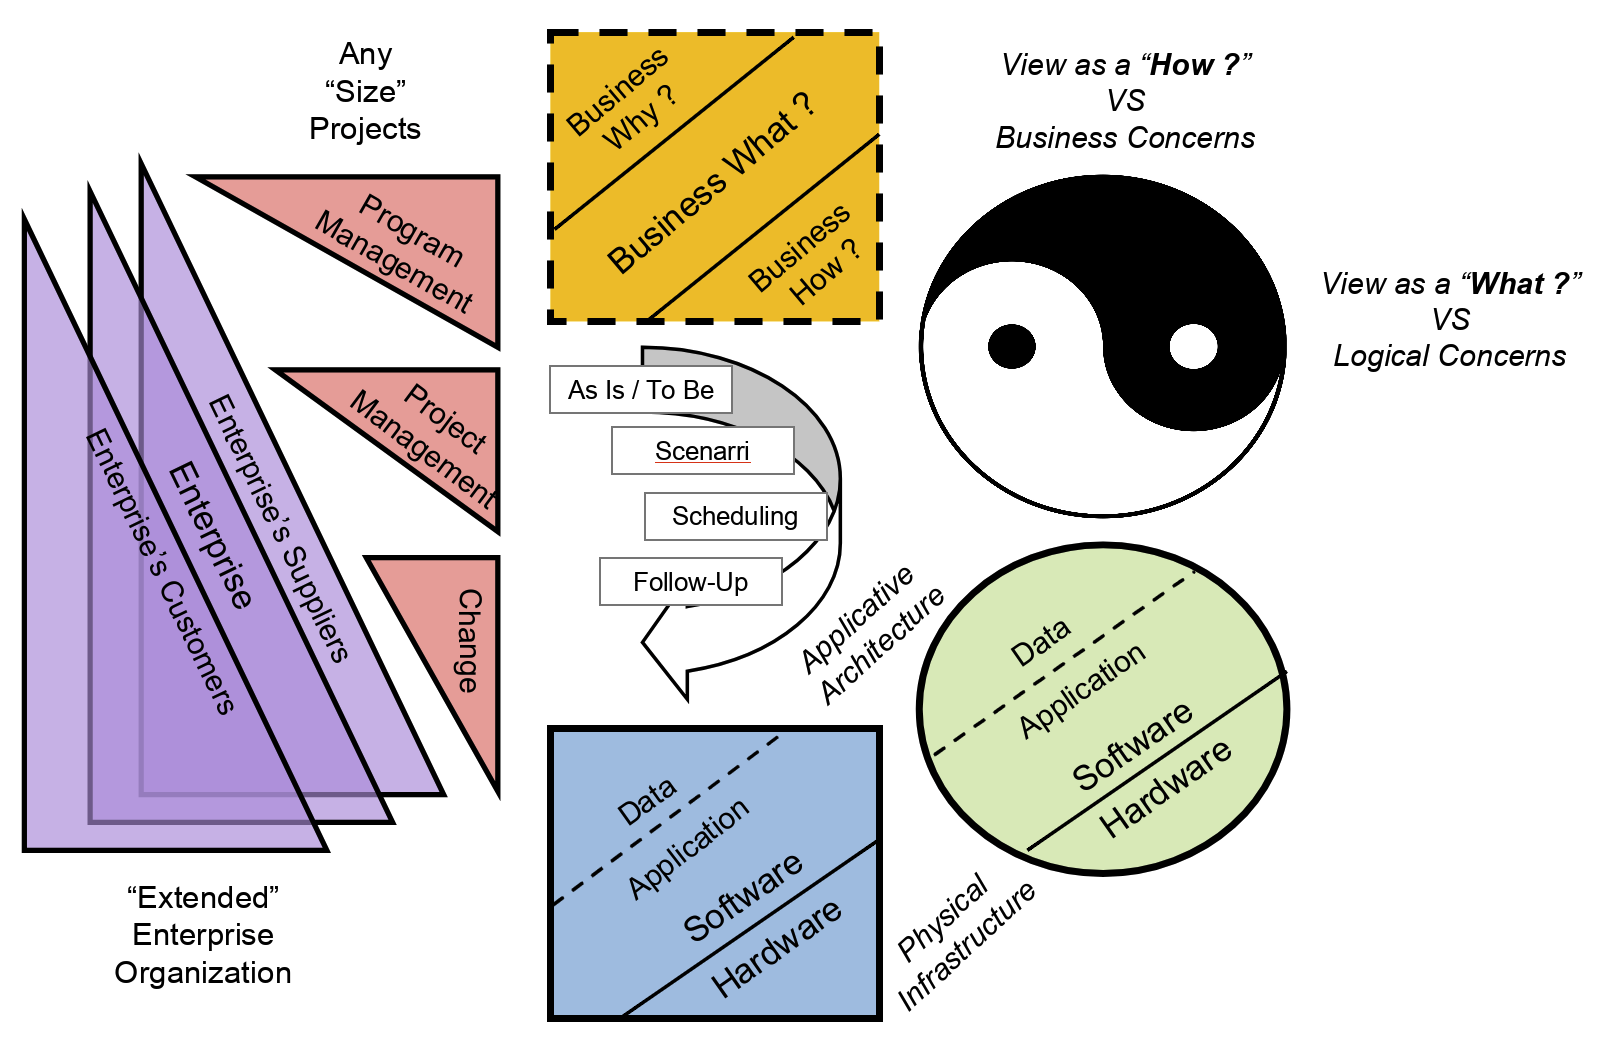 Any
“Size”
Projects
Program
Management
Project
Management
Change
Enterprise’s Customers
Enterprise
Enterprise’s Suppliers
“Extended”
Enterprise
Organization
Business
Why ?
Business What ?
Business
How ?
As Is / To Be
Scenarri
Scheduling
Follow-Up
Data
Application
Software
Hardware
View as a “How ?”
VS
Business Concerns
View as a “What ?”
VS
Logical Concerns
Applicative
Architecture
Data
Application
Software
Hardware
Physical
Infrastructure